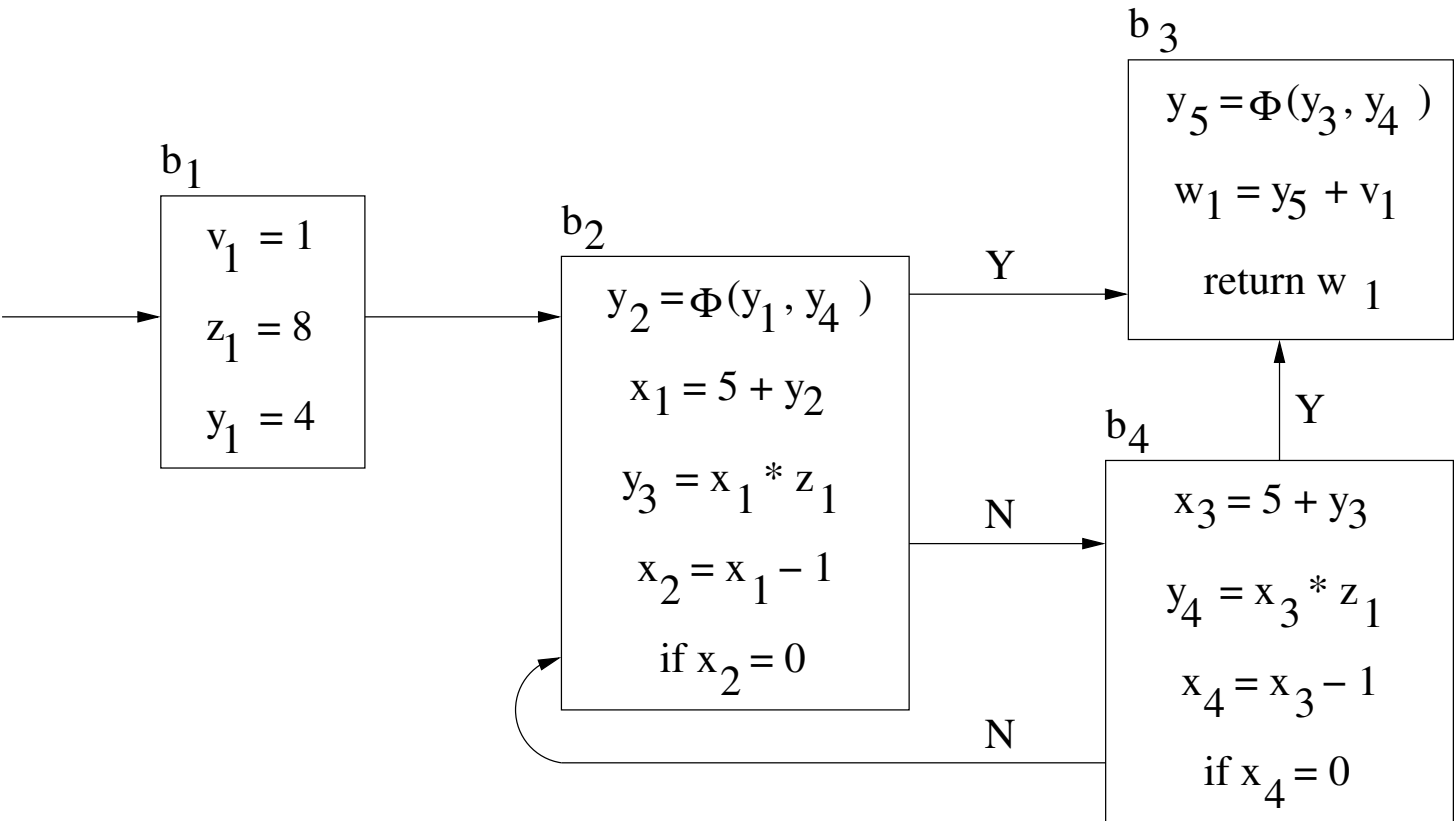 b1
v1 = 1
z1 = 8
y1 = 4
b2
y2 = Φ(y1 , y4 )
x1 = 5 + y2
y3 = x1 * z1
x2 = x1 − 1
if x2 = 0
Y
N
N
b 3
y5 = Φ(y3 , y4 )
w1 = y5 + v1
return w 1
Y
b4
x3 = 5 + y3
y4 = x3 * z1
x4 = x3 − 1
if x4 = 0